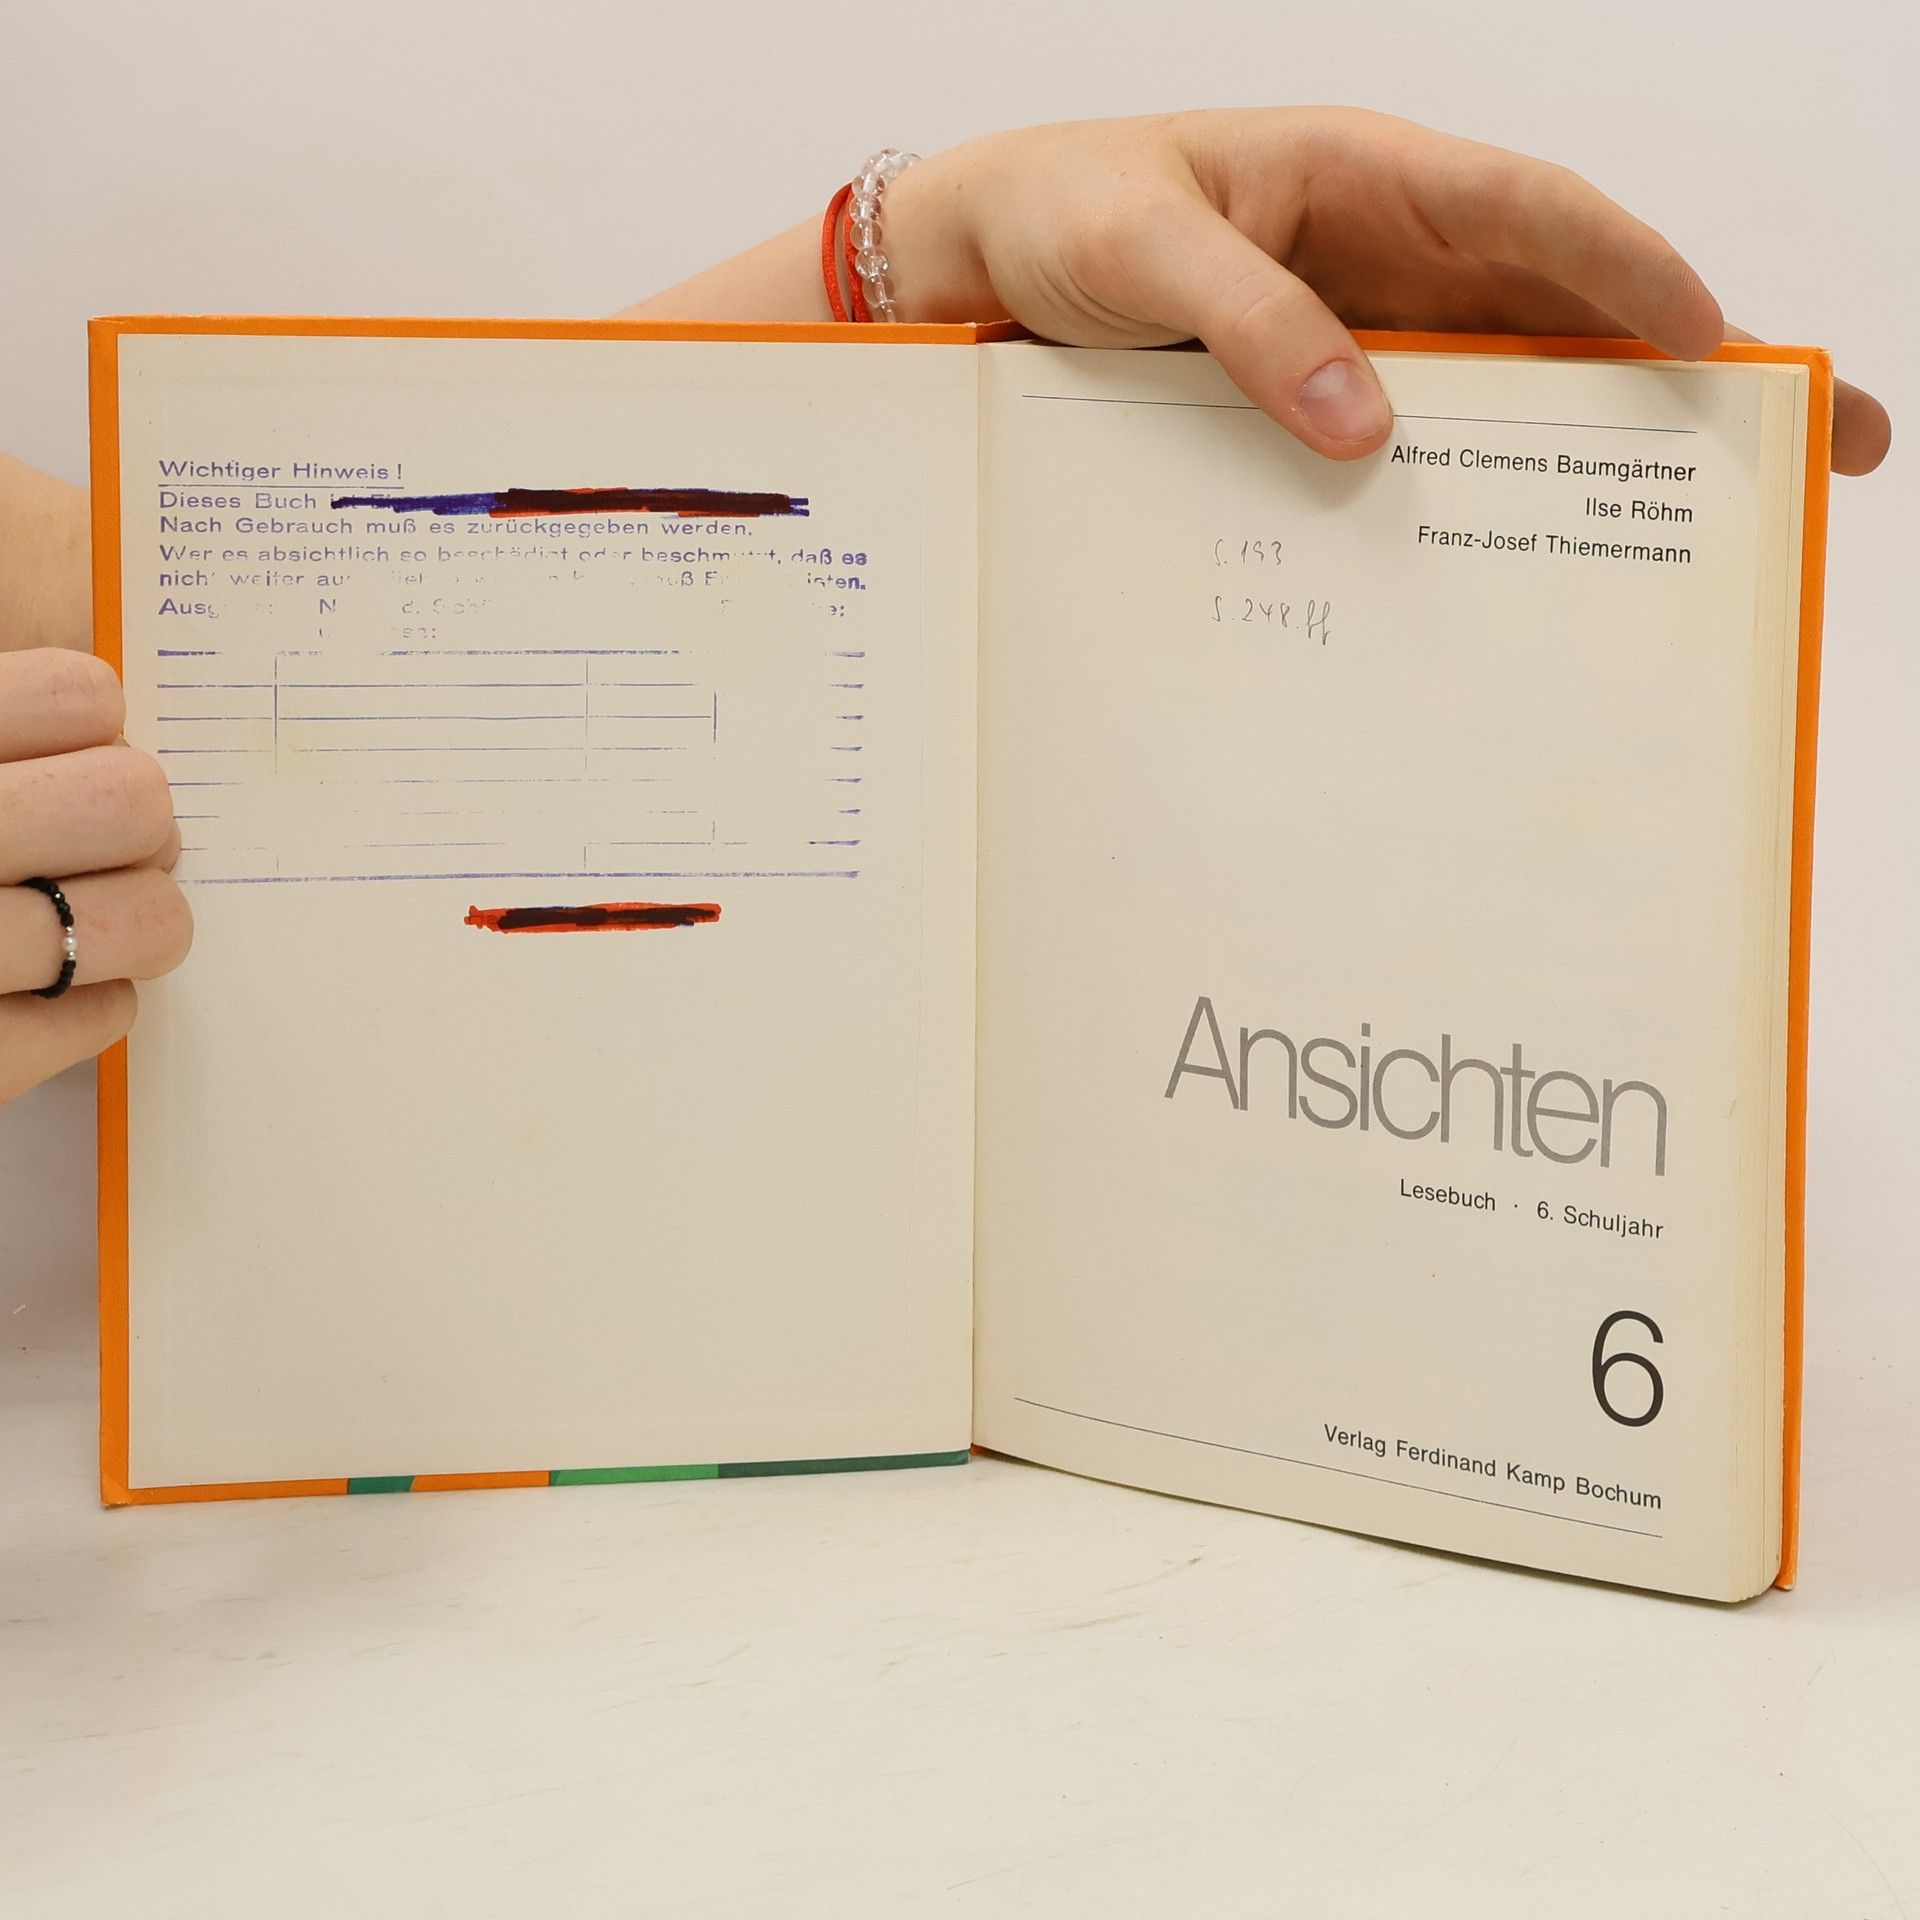 Wichtiger Hinweis!
Dieses Buch
Nach Gebrauch muß es zurückgegeben werden.
Wer es absichtlich so beschädigt oder beschmutzt, daß es
weiter
d.
Alfred Clemens Baumgärtner
Ilse Röhm
Franz-Josef Thiemermann
S. 193
S. 248.ff
Ansichten
Lesebuch · 6. Schuljahr
6
Verlag Ferdinand Kamp Bochum